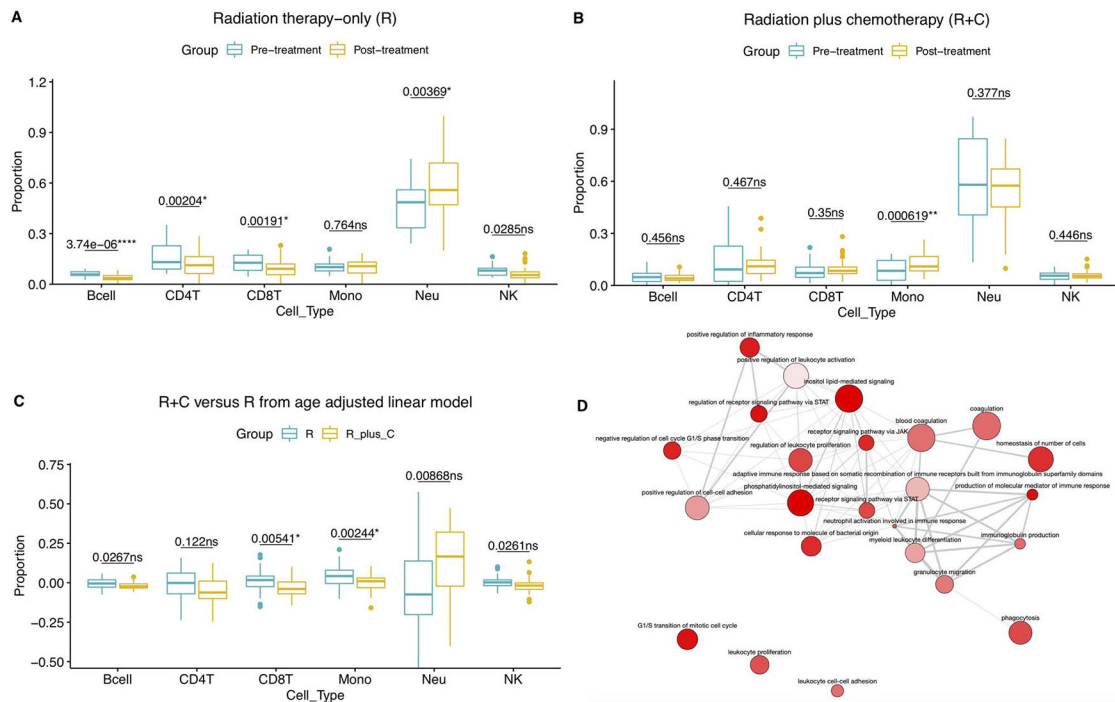 A
Radiation therapy-only (R)
Group Pre-treatment Post-treatment
1.2
0.9
0.6
0.3
0.0
Proportion
3.74e-06****
0.00204*
0.00191*
0.764ns
0.00369*
0.0285ns
Bcell CD4T CD8T Mono Neu NK
Cell_Type
B
Radiation plus chemotherapy (R+C)
Group Pre-treatment Post-treatment
0.9
0.6
0.3
0.0
Proportion
0.456ns
0.467ns
0.35ns
0.000619**
0.377ns
0.446ns
Bcell CD4T CD8T Mono Neu NK
Cell_Type
C
R+C versus R from age adjusted linear model
Group R R_plus_C
0.75
0.50
0.25
0.00
-0.25
-0.50
Proportion
0.0267ns
0.122ns
0.00541*
0.00244*
0.00868ns
0.0261ns
Bcell CD4T CD8T Mono Neu NK
Cell_Type
D
positive regulation of inflammatory response
positive regulation of leukocyte activation
inositol lipid-mediated signaling
regulation of receptor signaling pathway via STAT
coagulation
blood coagulation
receptor signaling pathway via JAK
negative regulation of cell cycle G1/S phase transition
regulation of leukocyte proliferation
homeostasis of number of cells
adaptive immune response based on somatic recombination of immune receptors built from immunoglobulin superfamily domains
phosphatidylinositol-mediated signaling
production of molecular mediator of immune response
positive regulation of cell-cell adhesion
receptor signaling pathway via STAT
neutrophil activation involved in immune response
cellular response to molecule of bacterial origin
immunoglobulin production
myeloid leukocyte differentiation
granulocyte migration
phagocytosis
G1/S transition of mitotic cell cycle
leukocyte proliferation
leukocyte cell-cell adhesion